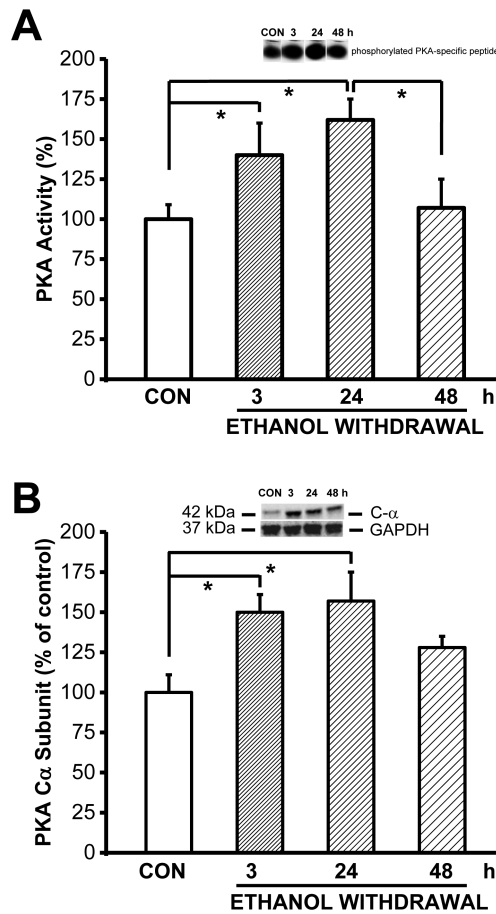 A
CON 3 24 48 h
phosphorylated PKA-specific peptide
PKA Activity (%)
200
175
150
125
100
75
50
25
0
* * *
CON 3 24 48 h
ETHANOL WITHDRAWAL
B
CON 3 24 48 h
42 kDa C-α
37 kDa GAPDH
PKA Cα Subunit (% of control)
200
175
150
125
100
75
50
25
0
* *
CON 3 24 48 h
ETHANOL WITHDRAWAL